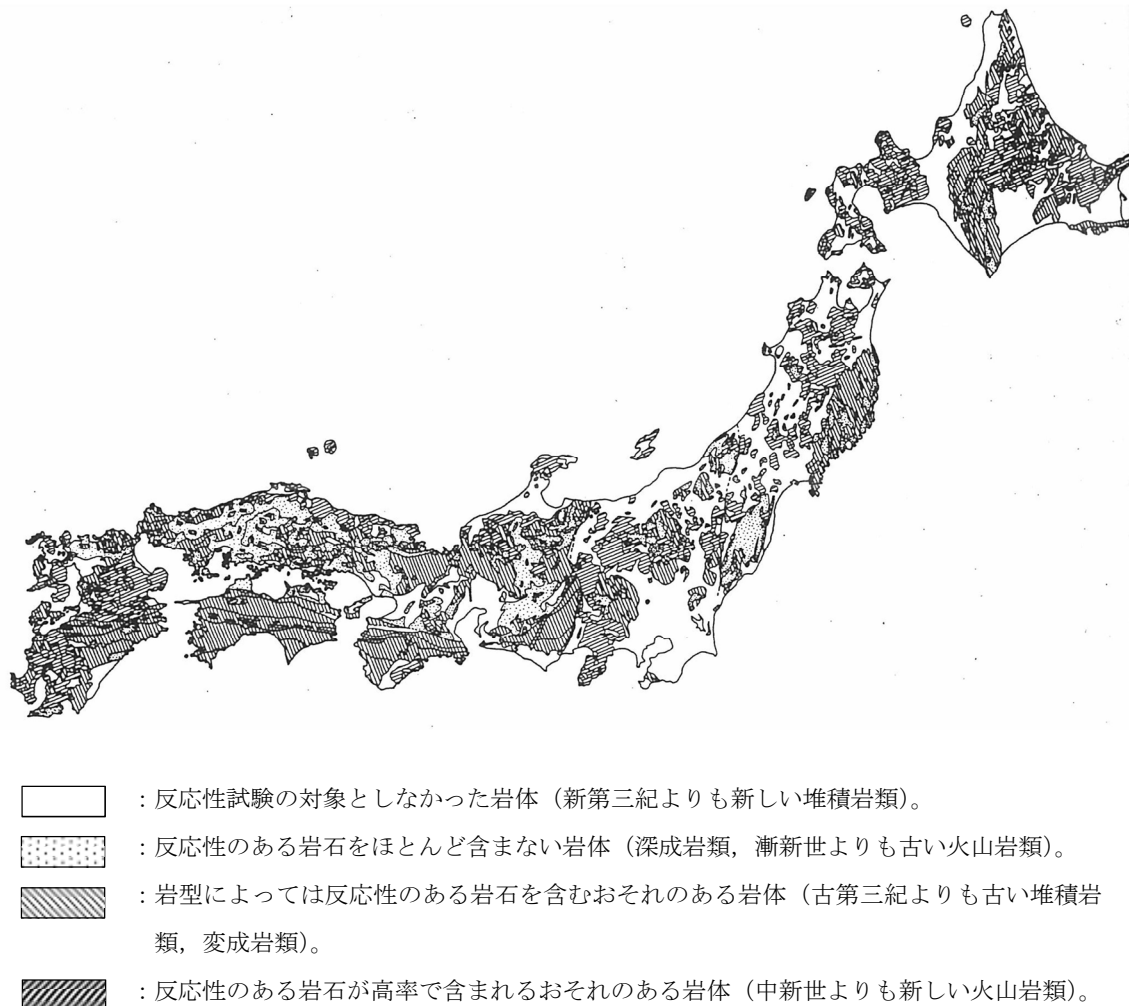 ：反応性試験の対象としなかった岩体（新第三紀よりも新しい堆積岩類）。
：反応性のある岩石をほとんど含まない岩体（深成岩類，漸新世よりも古い火山岩類）。
：岩型によっては反応性のある岩石を含むおそれのある岩体（古第三紀よりも古い堆積岩
類，変成岩類）。
：反応性のある岩石が高率で含まれるおそれのある岩体（中新世よりも新しい火山岩類）。